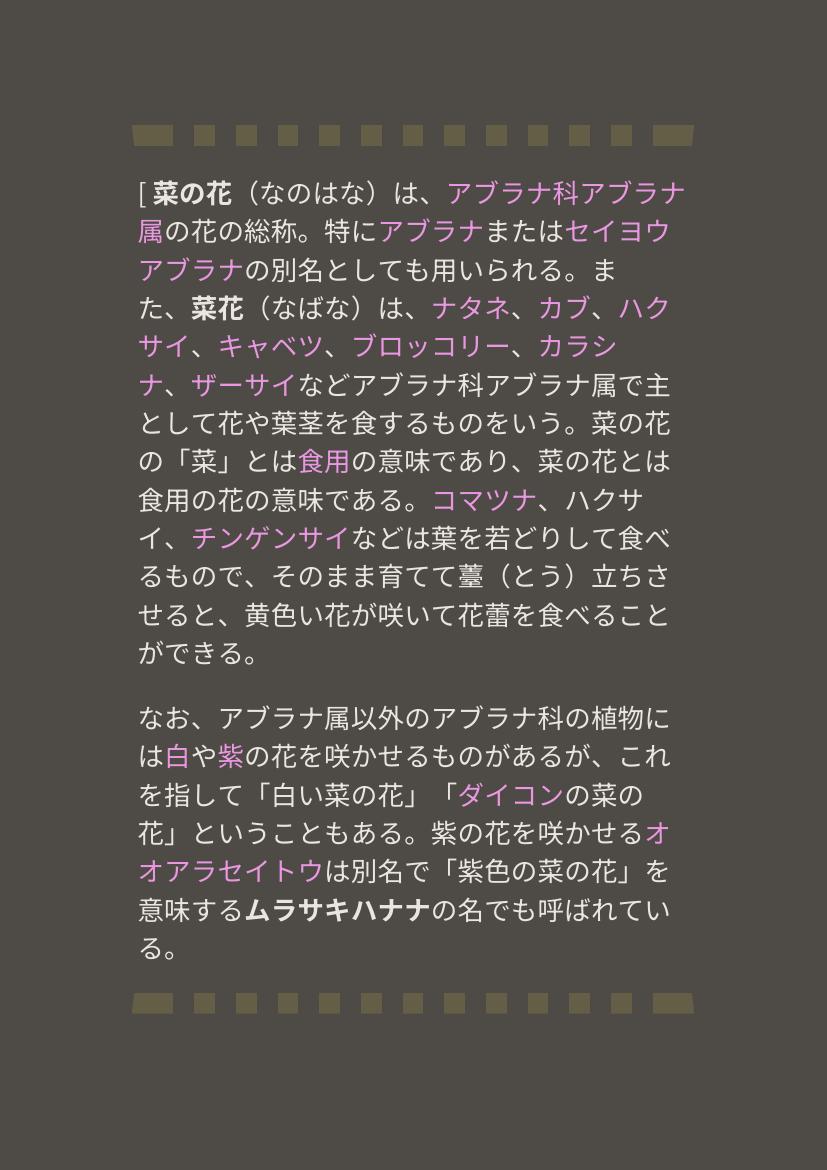 [ 菜の花（なのはな）は、アブラナ科アブラナ
属の花の総称。特にアブラナまたはセイヨウ
アブラナの別名としても用いられる。ま
た、菜花（なばな）は、ナタネ、カブ、ハク
サイ、キャベツ、ブロッコリー、カラシ
ナ、ザーサイなどアブラナ科アブラナ属で主
として花や葉茎を食するものをいう。菜の花
の「菜」とは食用の意味であり、菜の花とは
食用の花の意味である。コマツナ、ハクサ
イ、チンゲンサイなどは葉を若どりして食べ
るもので、そのまま育てて薹（とう）立ちさ
せると、黄色い花が咲いて花蕾を食べること
ができる。
なお、アブラナ属以外のアブラナ科の植物に
は白や紫の花を咲かせるものがあるが、これ
を指して「白い菜の花」「ダイコンの菜の
花」ということもある。紫の花を咲かせるオ
オアラセイトウは別名で「紫色の菜の花」を
意味するムラサキハナナの名でも呼ばれてい
る。